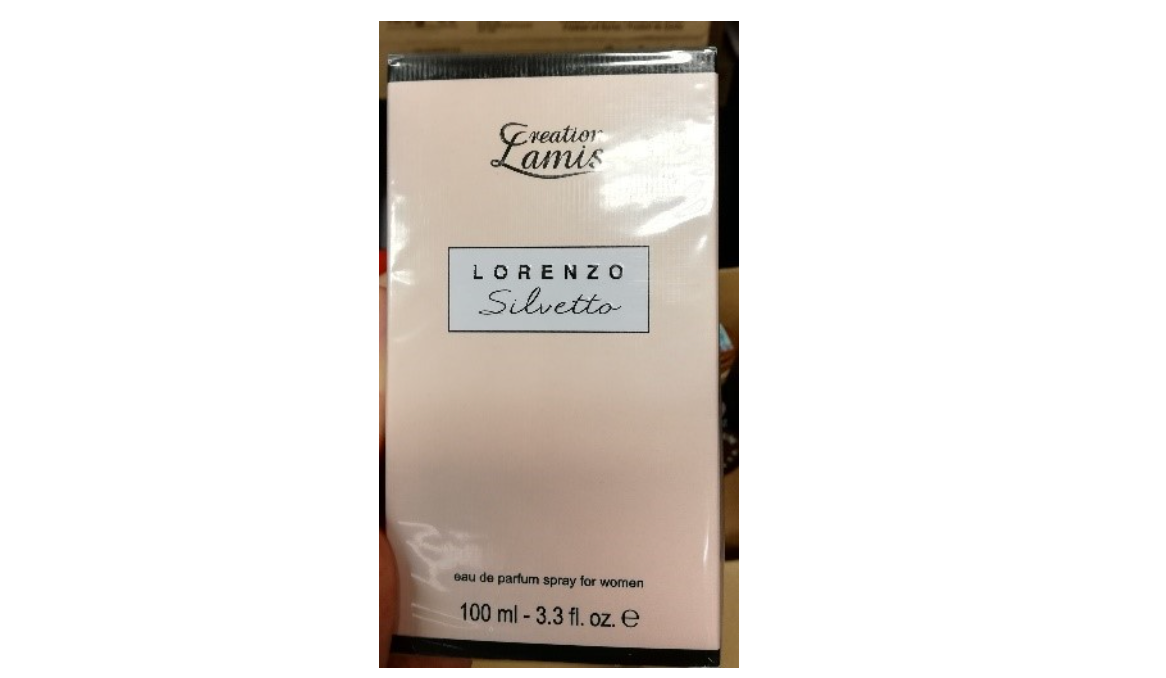 Creation
Lamis
LORENZO
Silvetto
eau de parfum spray for women
100 ml - 3.3 fl. oz. ℮